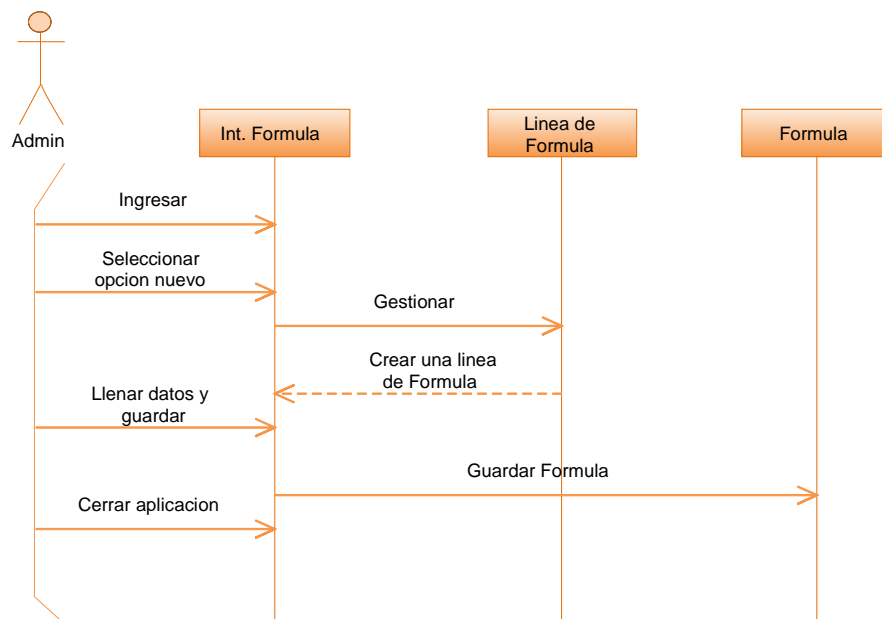 Admin
Int. Formula
Linea de
Formula
Formula
Ingresar
Seleccionar
opcion nuevo
Gestionar
Crear una linea
de Formula
Llenar datos y
guardar
Guardar Formula
Cerrar aplicacion